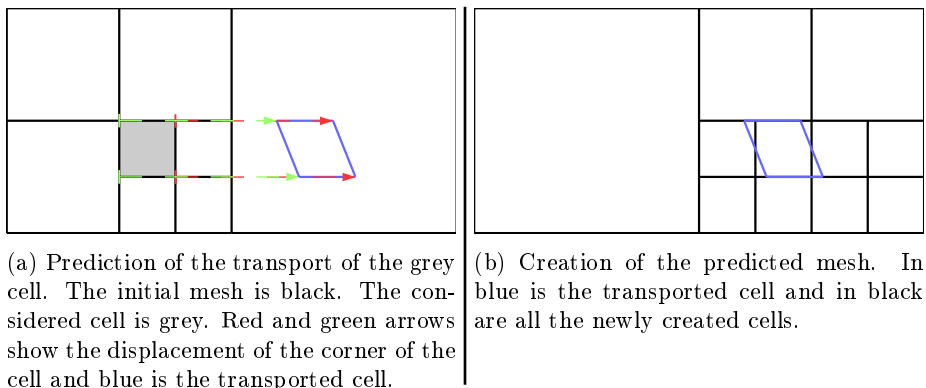 (a) Prediction of the transport of the grey
cell. The initial mesh is black. The con-
sidered cell is grey. Red and green arrows
show the displacement of the corner of the
cell and blue is the transported cell.
(b) Creation of the predicted mesh. In
blue is the transported cell and in black
are all the newly created cells.